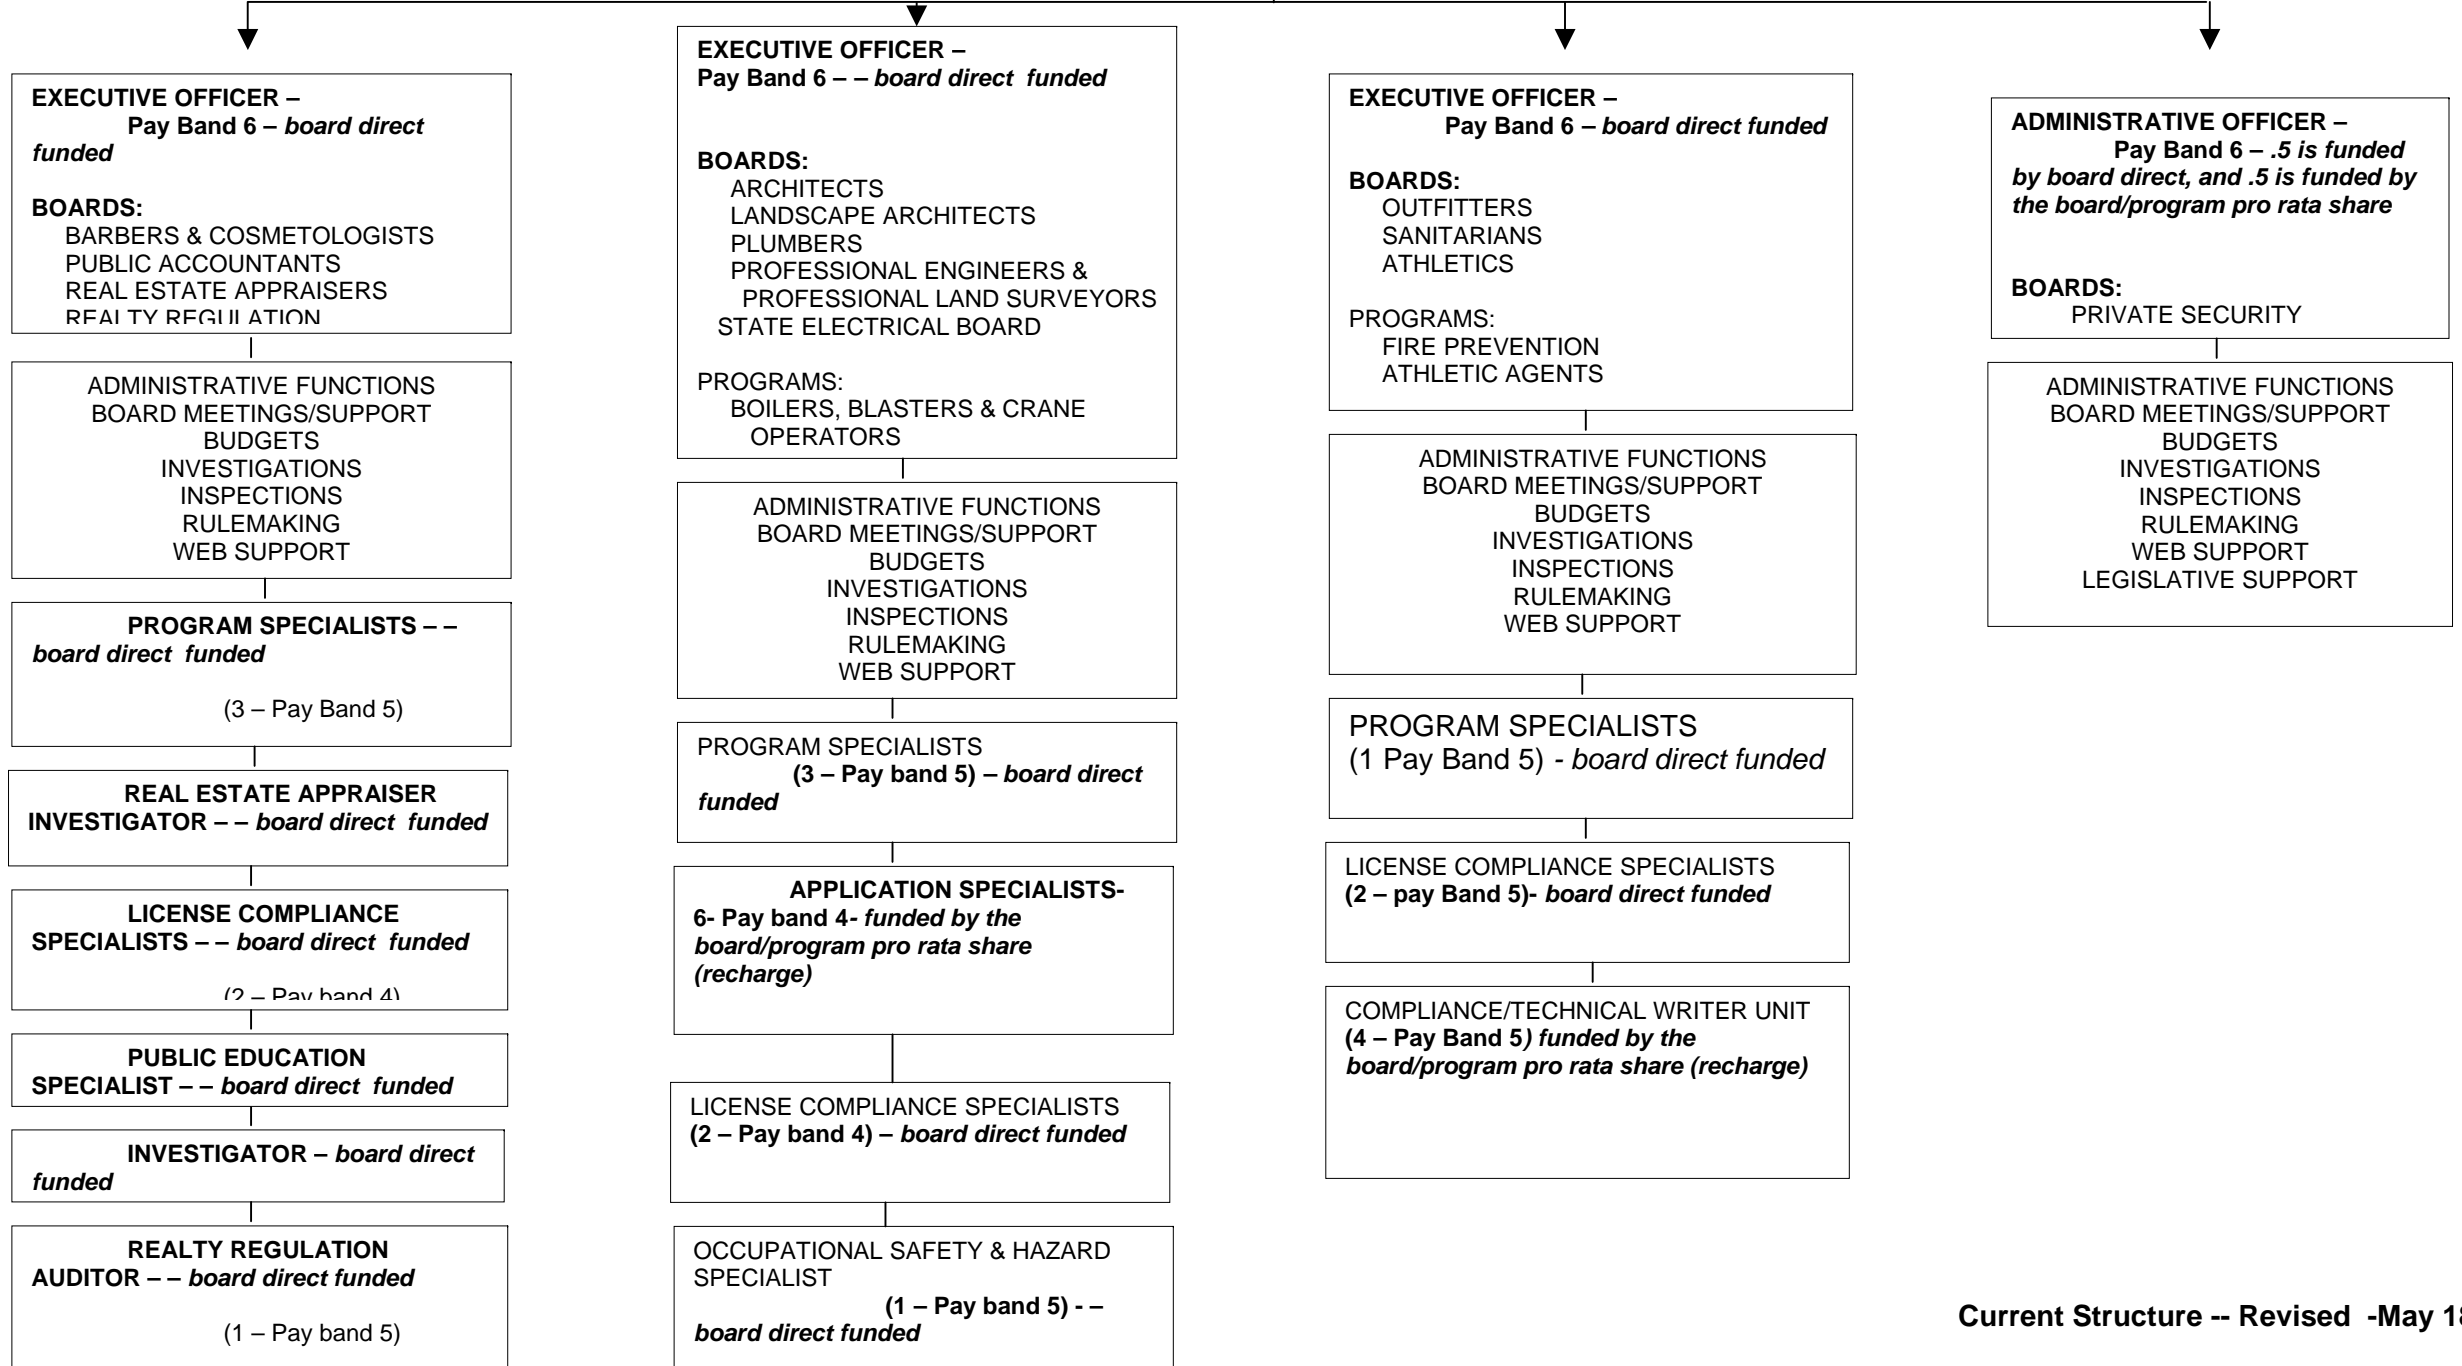 EXECUTIVE OFFICER –
Pay Band 6 – board direct
funded
BOARDS:
BARBERS & COSMETOLOGISTS
PUBLIC ACCOUNTANTS
REAL ESTATE APPRAISERS
REALTY REGULATION
ADMINISTRATIVE FUNCTIONS
BOARD MEETINGS/SUPPORT
BUDGETS
INVESTIGATIONS
INSPECTIONS
RULEMAKING
WEB SUPPORT
PROGRAM SPECIALISTS – –
board direct funded
(3 – Pay Band 5)
REAL ESTATE APPRAISER
INVESTIGATOR – – board direct funded
LICENSE COMPLIANCE
SPECIALISTS – – board direct funded
(2 – Pay band 4)
PUBLIC EDUCATION
SPECIALIST – – board direct funded
INVESTIGATOR – board direct
funded
REALTY REGULATION
AUDITOR – – board direct funded
(1 – Pay band 5)
EXECUTIVE OFFICER –
Pay Band 6 – – board direct funded
BOARDS:
ARCHITECTS
LANDSCAPE ARCHITECTS
PLUMBERS
PROFESSIONAL ENGINEERS &
PROFESSIONAL LAND SURVEYORS
STATE ELECTRICAL BOARD
PROGRAMS:
BOILERS, BLASTERS & CRANE
OPERATORS
ADMINISTRATIVE FUNCTIONS
BOARD MEETINGS/SUPPORT
BUDGETS
INVESTIGATIONS
INSPECTIONS
RULEMAKING
WEB SUPPORT
PROGRAM SPECIALISTS
(3 – Pay band 5) – board direct
funded
APPLICATION SPECIALISTS-
6- Pay band 4- funded by the
board/program pro rata share
(recharge)
LICENSE COMPLIANCE SPECIALISTS
(2 – Pay band 4) – board direct funded
OCCUPATIONAL SAFETY & HAZARD
SPECIALIST
(1 – Pay band 5) - –
board direct funded
EXECUTIVE OFFICER –
Pay Band 6 – board direct funded
BOARDS:
OUTFITTERS
SANITARIANS
ATHLETICS
PROGRAMS:
FIRE PREVENTION
ATHLETIC AGENTS
ADMINISTRATIVE FUNCTIONS
BOARD MEETINGS/SUPPORT
BUDGETS
INVESTIGATIONS
INSPECTIONS
RULEMAKING
WEB SUPPORT
PROGRAM SPECIALISTS
(1 Pay Band 5) - board direct funded
LICENSE COMPLIANCE SPECIALISTS
(2 – pay Band 5)- board direct funded
COMPLIANCE/TECHNICAL WRITER UNIT
(4 – Pay Band 5) funded by the
board/program pro rata share (recharge)
ADMINISTRATIVE OFFICER –
Pay Band 6 – .5 is funded
by board direct, and .5 is funded by
the board/program pro rata share
BOARDS:
PRIVATE SECURITY
ADMINISTRATIVE FUNCTIONS
BOARD MEETINGS/SUPPORT
BUDGETS
INVESTIGATIONS
INSPECTIONS
RULEMAKING
WEB SUPPORT
LEGISLATIVE SUPPORT
Current Structure -- Revised -May 18